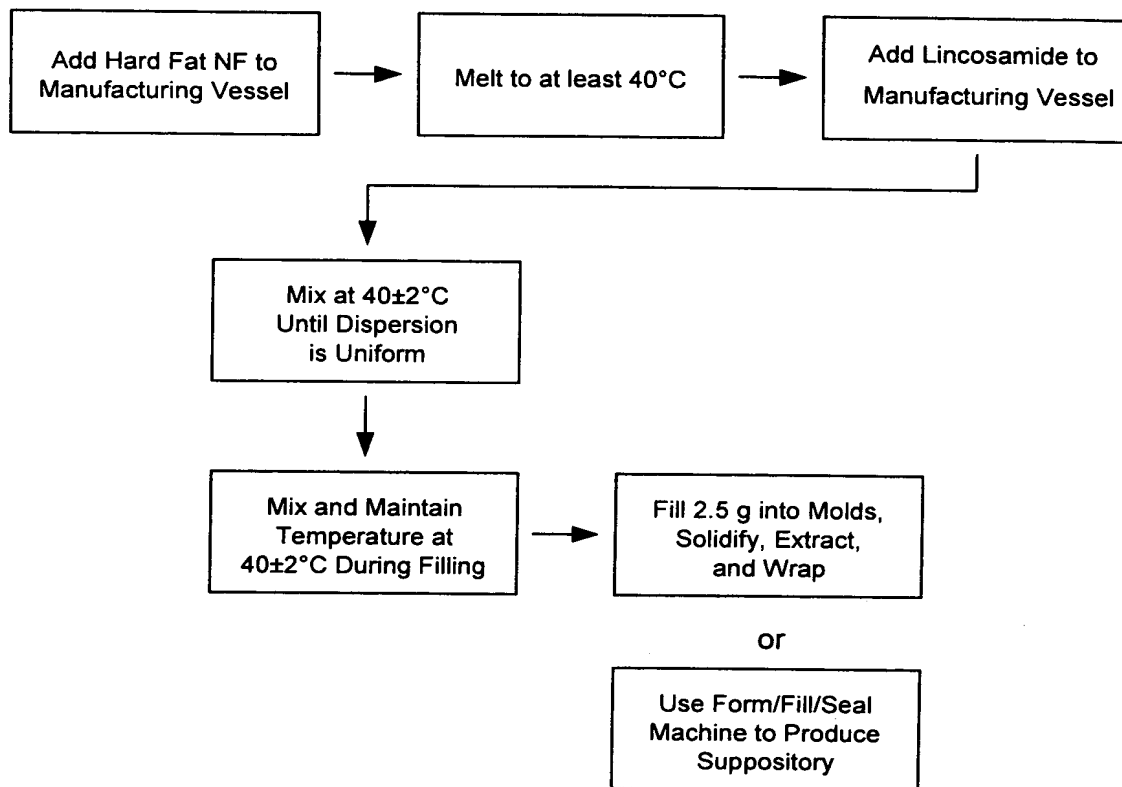 Add Hard Fat NF to
Manufacturing Vessel
Melt to at least 40°C
Add Lincosamide to
Manufacturing Vessel
Mix at 40±2°C
Until Dispersion
is Uniform
Mix and Maintain
Temperature at
40±2°C During Filling
Fill 2.5 g into Molds,
Solidify, Extract,
and Wrap
or
Use Form/Fill/Seal
Machine to Produce
Suppository